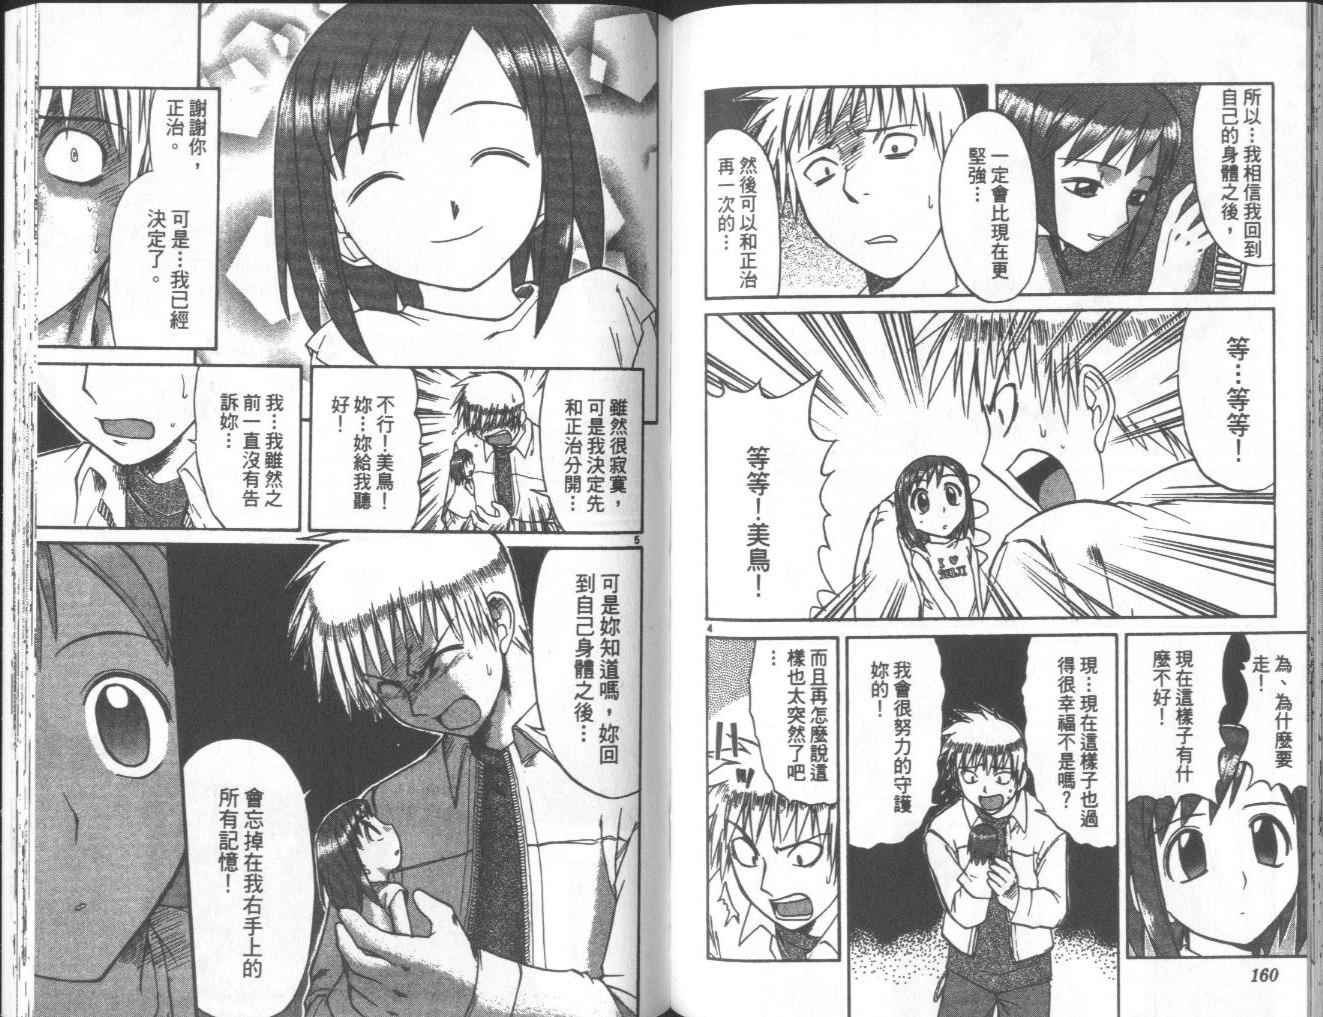 所以…我相信我回到
自己的身體之後，
一定會比現在更
堅強…
然後可以和正治
再一次的…
等…等等！
等等！美鳥！
I ♥
SEIJI
4
為、為什麼要
走！
現在這樣子有什
麼不好！
現…現在這樣子也過
得很幸福不是嗎？
我會很努力的守護
妳的！
而且再怎麼說這
樣也太突然了吧
…
160
謝謝你，
正治。
可是…我已經
決定了。
雖然很寂寞，
可是我決定先
和正治分開…
不行！美鳥！
妳…妳給我聽
好！
我…我雖然之
前一直沒有告
訴妳…
5
可是妳知道嗎，妳回
到自己身體之後…
會忘掉在我右手上的
所有記憶！